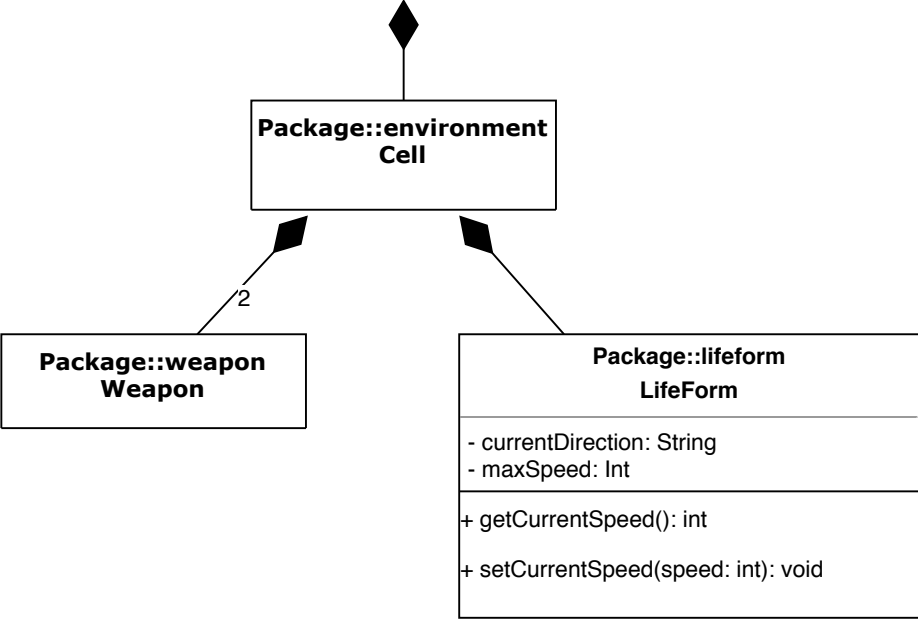 Package::environment
Cell
2
Package::weapon
Weapon
Package::lifeform
LifeForm
- currentDirection: String
- maxSpeed: Int
+ getCurrentSpeed(): int
+ setCurrentSpeed(speed: int): void